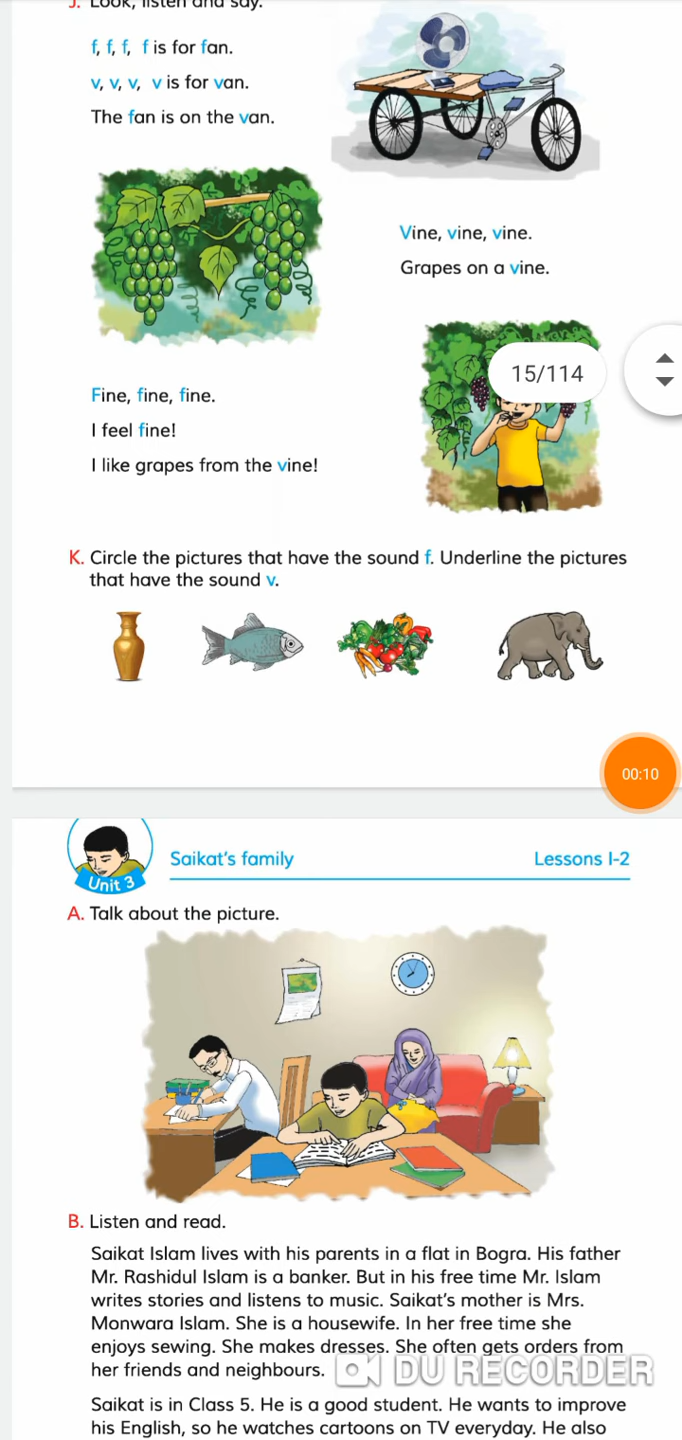 J. Look, listen and say.
f, f, f, f is for fan.
v, v, v, v is for van.
The fan is on the van.
Vine, vine, vine.
Grapes on a vine.
15/114
Fine, fine, fine.
I feel fine!
I like grapes from the vine!
K. Circle the pictures that have the sound f. Underline the pictures
that have the sound v.
00:10
Unit 3
Saikat's family
Lessons 1-2
A. Talk about the picture.
B. Listen and read.
Saikat Islam lives with his parents in a flat in Bogra. His father
Mr. Rashidul Islam is a banker. But in his free time Mr. Islam
writes stories and listens to music. Saikat's mother is Mrs.
Monwara Islam. She is a housewife. In her free time she
enjoys sewing. She makes dresses. She often gets orders from
her friends and neighbours.
DU RECORDER
Saikat is in Class 5. He is a good student. He wants to improve
his English, so he watches cartoons on TV everyday. He also